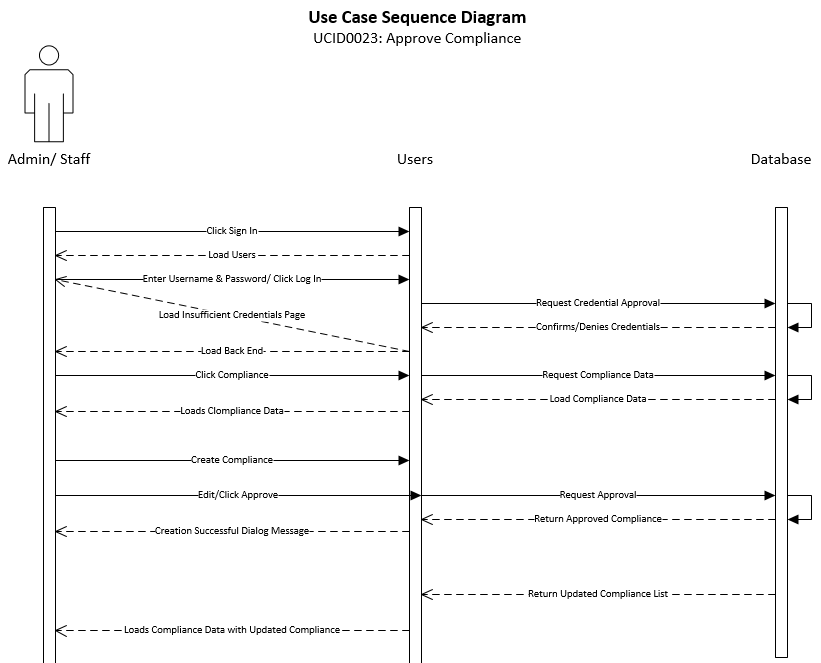 Use Case Sequence Diagram
UCID0023: Approve Compliance
Admin/ Staff
Users
Database
Click Sign In
Load Users
Enter Username & Password/ Click Log In
Request Credential Approval
Load Insufficient Credentials Page
Confirms/Denies Credentials
Load Back End
Click Compliance
Request Compliance Data
Load Compliance Data
Loads Clompliance Data
Create Compliance
Edit/Click Approve
Request Approval
Return Approved Compliance
Creation Successful Dialog Message
Return Updated Compliance List
Loads Compliance Data with Updated Compliance